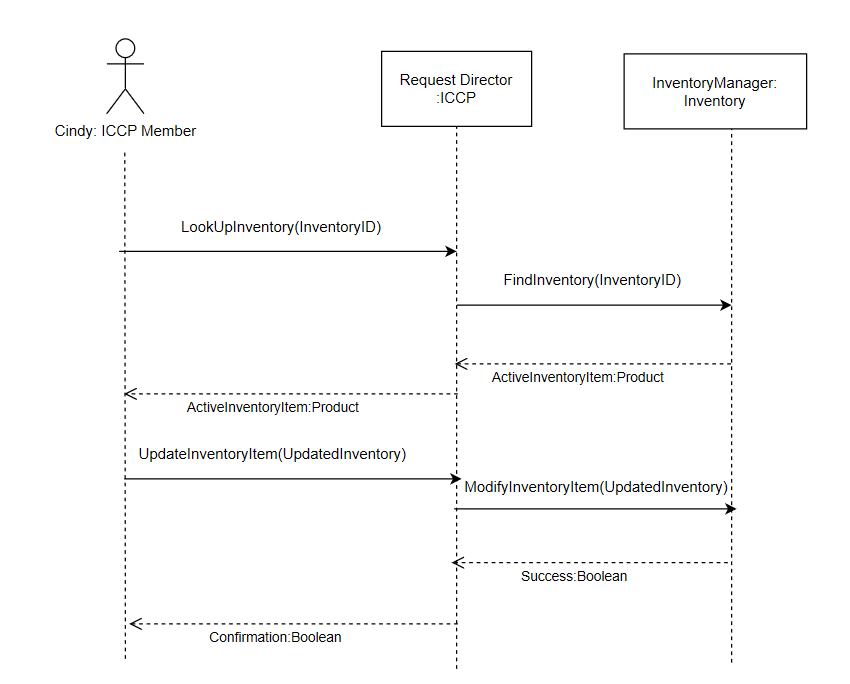 Request Director
:ICCP
InventoryManager:
Inventory
Cindy: ICCP Member
LookUpInventory(InventoryID)
FindInventory(InventoryID)
ActiveInventoryItem:Product
ActiveInventoryItem:Product
UpdateInventoryItem(UpdatedInventory)
ModifyInventoryItem(UpdatedInventory)
Success:Boolean
Confirmation:Boolean